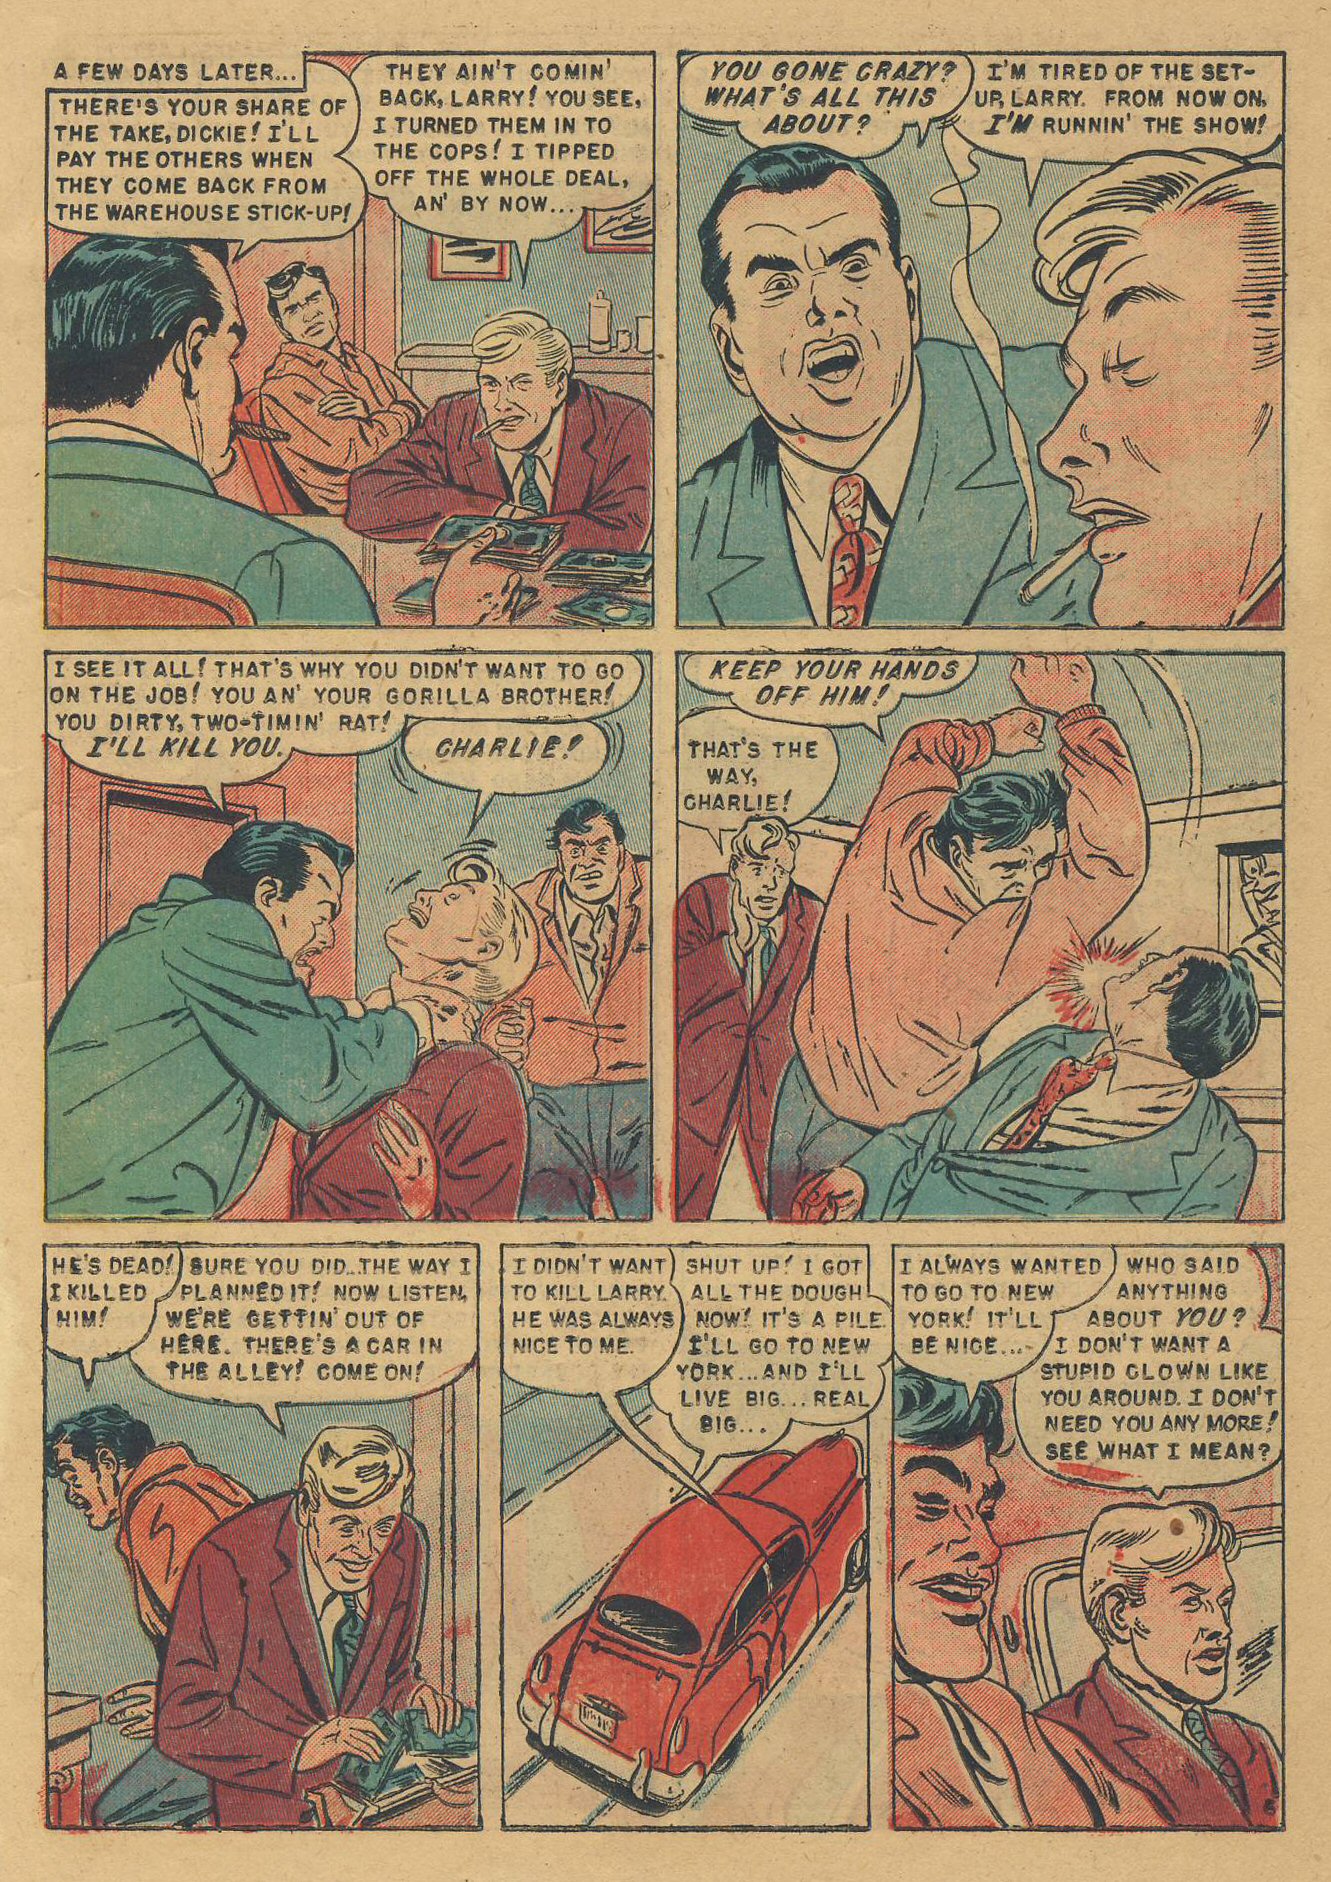 A FEW DAYS LATER...
THERE'S YOUR SHARE OF
THE TAKE, DICKIE! I'LL
PAY THE OTHERS WHEN
THEY COME BACK FROM
THE WAREHOUSE STICK-UP!
THEY AIN'T COMIN'
BACK, LARRY! YOU SEE,
I TURNED THEM IN TO
THE COPS! I TIPPED
OFF THE WHOLE DEAL,
AN' BY NOW...
YOU GONE CRAZY?
WHAT'S ALL THIS
ABOUT?
I'M TIRED OF THE SET-
UP, LARRY. FROM NOW ON,
I'M RUNNIN' THE SHOW!
I SEE IT ALL! THAT'S WHY YOU DIDN'T WANT TO GO
ON THE JOB! YOU AN' YOUR GORILLA BROTHER!
YOU DIRTY, TWO-TIMIN' RAT!
I'LL KILL YOU.
CHARLIE!
KEEP YOUR HANDS
OFF HIM!
THAT'S THE
WAY,
CHARLIE!
HE'S DEAD!
I KILLED
HIM!
SURE YOU DID...THE WAY I
PLANNED IT! NOW LISTEN,
WE'RE GETTIN' OUT OF
HERE. THERE'S A CAR IN
THE ALLEY! COME ON!
I DIDN'T WANT
TO KILL LARRY.
HE WAS ALWAYS
NICE TO ME.
SHUT UP! I GOT
ALL THE DOUGH
NOW! IT'S A PILE.
I'LL GO TO NEW
YORK...AND I'LL
LIVE BIG...REAL
BIG...
I ALWAYS WANTED
TO GO TO NEW
YORK! IT'LL
BE NICE...
WHO SAID
ANYTHING
ABOUT YOU?
I DON'T WANT A
STUPID CLOWN LIKE
YOU AROUND. I DON'T
NEED YOU ANY MORE!
SEE WHAT I MEAN?